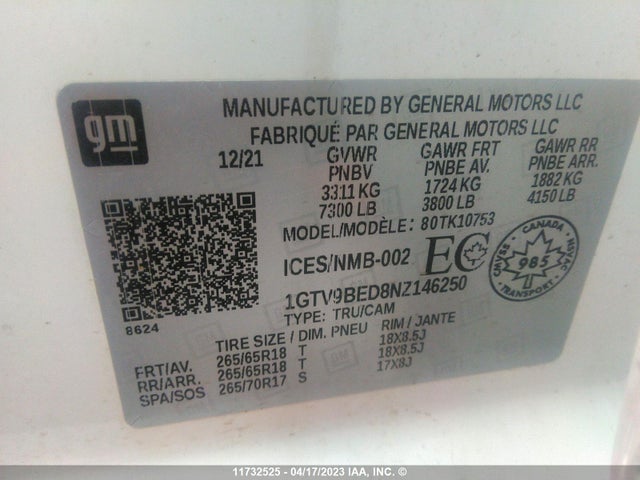 gm
MANUFACTURED BY GENERAL MOTORS LLC
FABRIQUÉ PAR GENERAL MOTORS LLC
12/21 GVWR GAWR FRT GAWR RR
PNBV PNBE AV. PNBE ARR.
3311 KG 1724 KG 1882 KG
7300 LB 3800 LB 4150 LB
MODEL/MODÈLE: 80TK10753
ICES/NMB-002 EC
CANADA
CMVSS 985 NSVAC
TRANSPORT
1GTV9BED8NZ146250
8624
TYPE: TRU/CAM
TIRE SIZE / DIM. PNEU RIM / JANTE
FRT/AV. 265/65R18 T 18X8.5J
RR/ARR. 265/65R18 T 18X8.5J
SPA/SOS 265/70R17 S 17X8J
11732525 - 04/17/2023 IAA, INC. ©